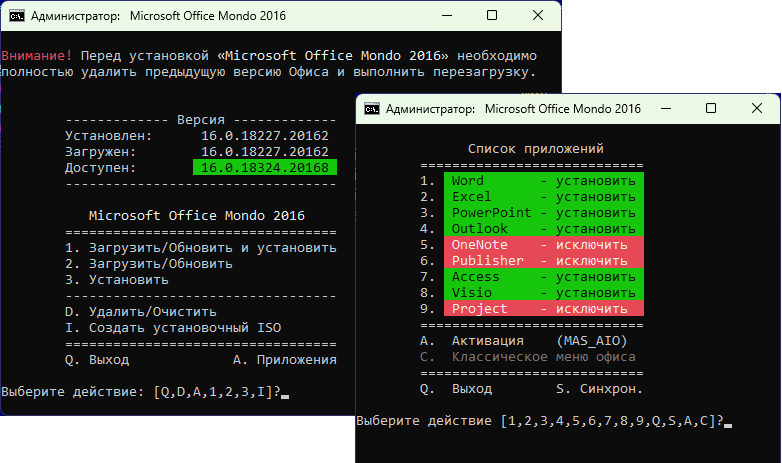 Администратор: Microsoft Office Mondo 2016
Внимание! Перед установкой «Microsoft Office Mondo 2016» необходимо
полностью удалить предыдущую версию Офиса и выполнить перезагрузку.
------------- Версия -------------
Установлен: 16.0.18227.20162
Загружен: 16.0.18227.20162
Доступен: 16.0.18324.20168
----------------------------------
Microsoft Office Mondo 2016
==================================
1. Загрузить/Обновить и установить
2. Загрузить/Обновить
3. Установить
----------------------------------
D. Удалить/Очистить
I. Создать установочный ISO
==================================
Q. Выход A. Приложения
Выберите действие: [Q,D,A,1,2,3,I]?
Администратор: Microsoft Office Mondo 2016
Список приложений
============================
1. Word - установить
2. Excel - установить
3. PowerPoint - установить
4. Outlook - установить
5. OneNote - исключить
6. Publisher - исключить
7. Access - установить
8. Visio - установить
9. Project - исключить
============================
A. Активация (MAS_AIO)
C. Классическое меню офиса
============================
Q. Выход S. Синхрон.
Выберите действие [1,2,3,4,5,6,7,8,9,Q,S,A,C]?